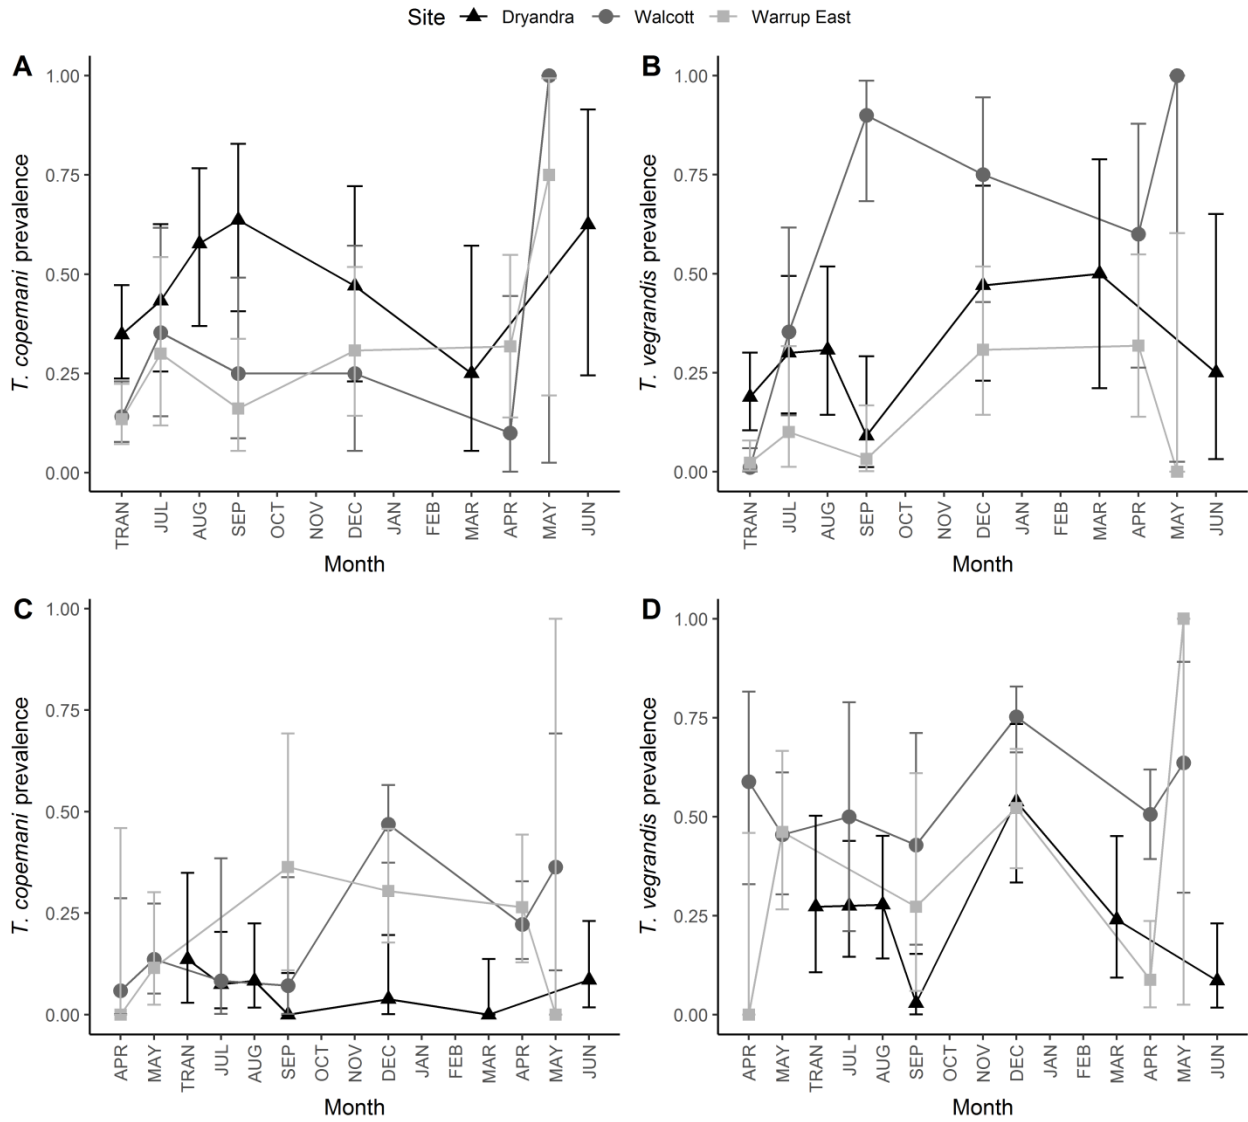 Site Dryandra Walcott Warrup East
A
T. copemani prevalence
1.00
0.75
0.50
0.25
0.00
TRAN JUL AUG SEP OCT NOV DEC JAN FEB MAR APR MAY JUN
Month
B
T. vegrandis prevalence
1.00
0.75
0.50
0.25
0.00
TRAN JUL AUG SEP OCT NOV DEC JAN FEB MAR APR MAY JUN
Month
C
T. copemani prevalence
1.00
0.75
0.50
0.25
0.00
APR MAY TRAN JUL AUG SEP OCT NOV DEC JAN FEB MAR APR MAY JUN
Month
D
T. vegrandis prevalence
1.00
0.75
0.50
0.25
0.00
APR MAY TRAN JUL AUG SEP OCT NOV DEC JAN FEB MAR APR MAY JUN
Month